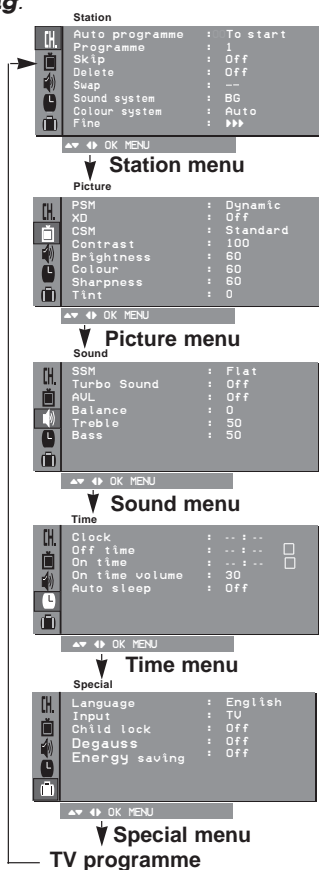 g.
Station
CH.
Auto programme : To start
Programme : 1
Skip : Off
Delete : Off
Swap : --
Sound system : BG
Colour system : Auto
Fine : ▶▶▶
▲▼ ◀▶ OK MENU
Station menu
Picture
CH.
PSM : Dynamic
XD : Off
CSM : Standard
Contrast : 100
Brightness : 60
Colour : 60
Sharpness : 60
Tint : 0
▲▼ ◀▶ OK MENU
Picture menu
Sound
CH.
SSM : Flat
Turbo Sound : Off
AVL : Off
Balance : 0
Treble : 50
Bass : 50
▲▼ ◀▶ OK MENU
Sound menu
Time
CH.
Clock : -- : --
Off time : -- : --
On time : -- : --
On time volume : 30
Auto sleep : Off
▲▼ ◀▶ OK MENU
Time menu
Special
CH.
Language : English
Input : TV
Child lock : Off
Degauss : Off
Energy saving : Off
▲▼ ◀▶ OK MENU
Special menu
TV programme